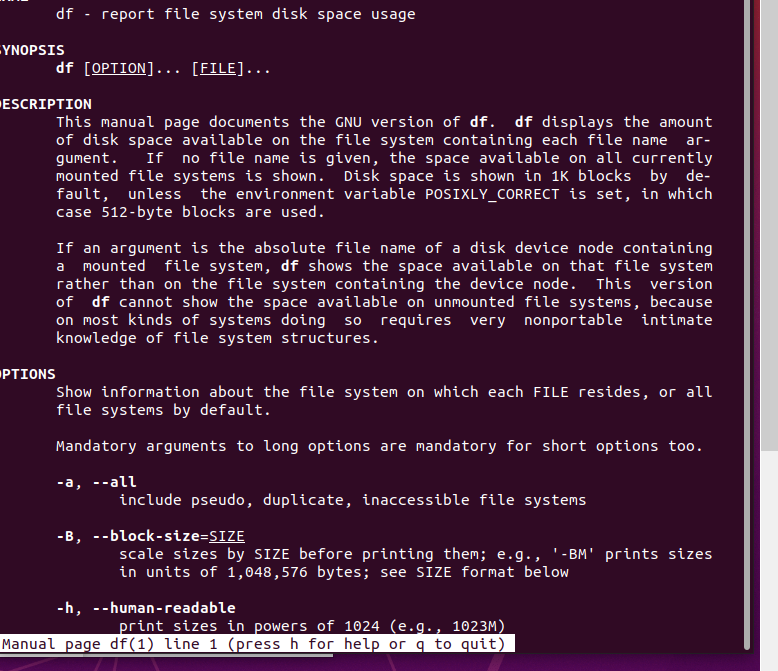 df - report file system disk space usage
YNOPSIS
df [OPTION]... [FILE]...
ESCRIPTION
This manual page documents the GNU version of df.  df displays the amount
of disk space available on the file system containing each file name  ar-
gument.   If  no file name is given, the space available on all currently
mounted file systems is shown.  Disk space is shown in 1K blocks  by  de-
fault,  unless  the environment variable POSIXLY_CORRECT is set, in which
case 512-byte blocks are used.
If an argument is the absolute file name of a disk device node containing
a  mounted  file system, df shows the space available on that file system
rather than on the file system containing the device node.  This  version
of  df cannot show the space available on unmounted file systems, because
on most kinds of systems doing  so  requires  very  nonportable  intimate
knowledge of file system structures.
PTIONS
Show information about the file system on which each FILE resides, or all
file systems by default.
Mandatory arguments to long options are mandatory for short options too.
-a, --all
include pseudo, duplicate, inaccessible file systems
-B, --block-size=SIZE
scale sizes by SIZE before printing them; e.g., '-BM' prints sizes
in units of 1,048,576 bytes; see SIZE format below
-h, --human-readable
print sizes in powers of 1024 (e.g., 1023M)
Manual page df(1) line 1 (press h for help or q to quit)